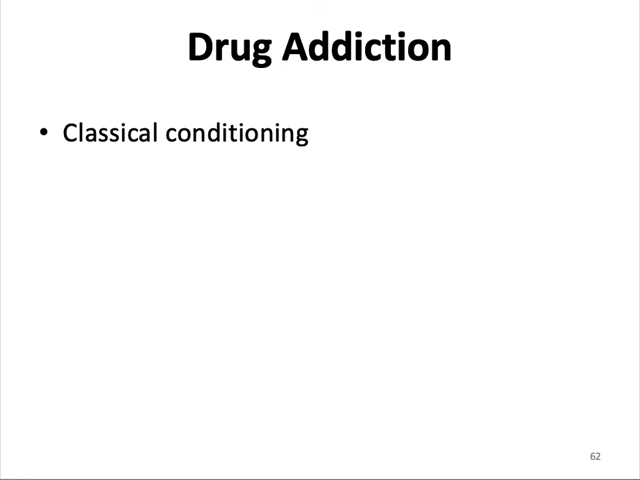 Drug Addiction
• Classical conditioning
62